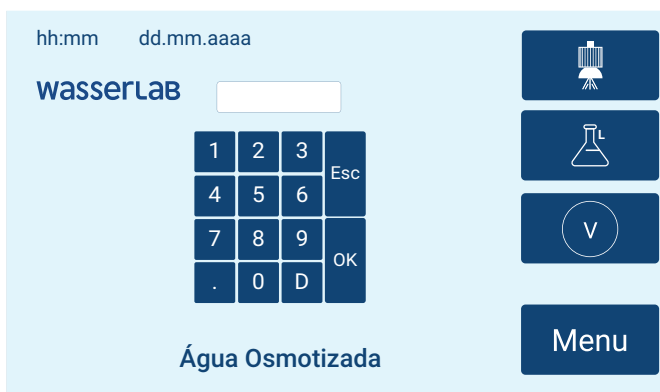 hh:mm dd.mm.aaaa
wasserLAB
1 2 3 Esc
4 5 6
7 8 9 OK
. 0 D
Água Osmotizada
L
V
Menu